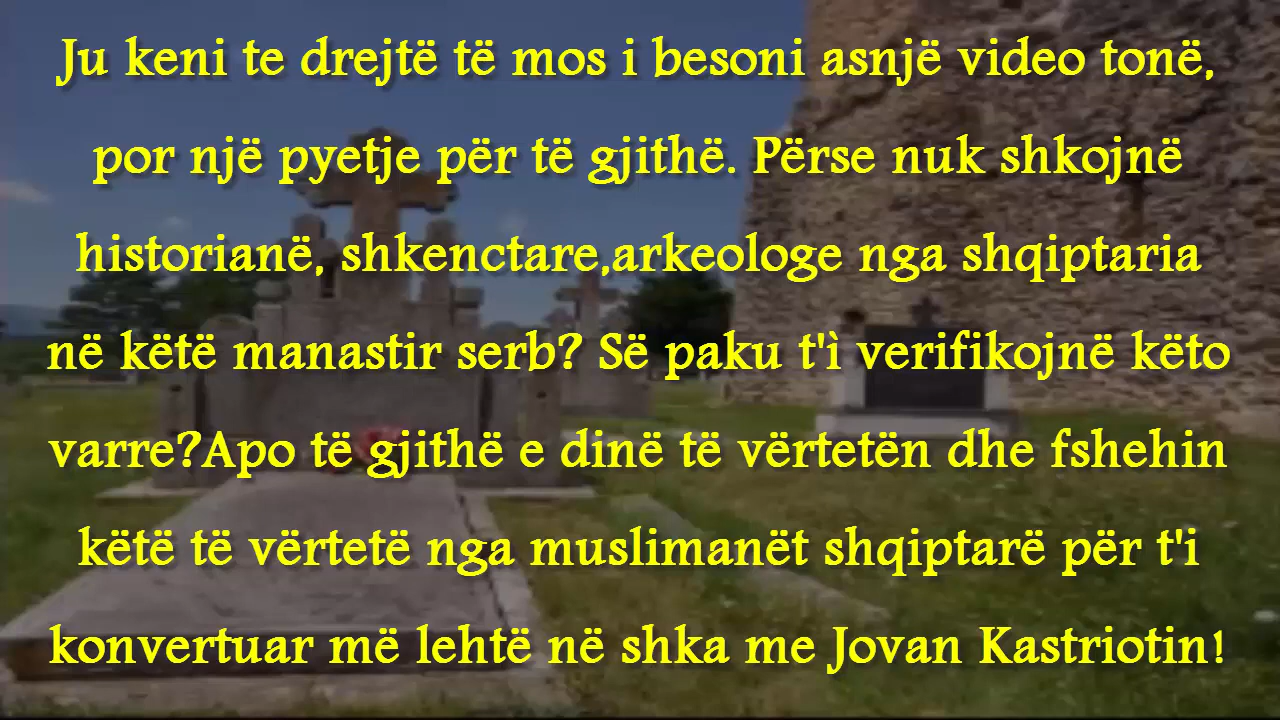 Ju keni te drejtë të mos i besoni asnjë video tonë,
por një pyetje për të gjithë. Përse nuk shkojnë
historianë, shkenctare,arkeologe nga shqiptaria
në këtë manastir serb? Së paku t'ì verifikojnë këto
varre?Apo të gjithë e dinë të vërtetën dhe fshehin
këtë të vërtetë nga muslimanët shqiptarë për t'i
konvertuar më lehtë në shka me Jovan Kastriotin!